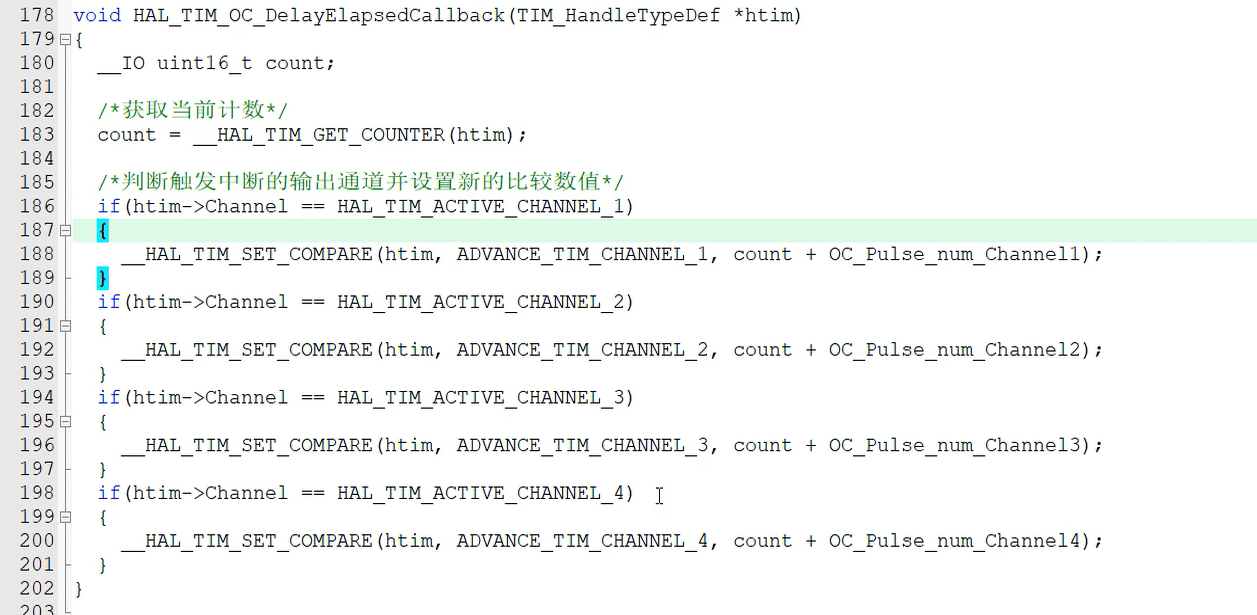 178 void HAL_TIM_OC_DelayElapsedCallback(TIM_HandleTypeDef *htim)
179 {
180 __IO uint16_t count;
181
182 /*获取当前计数*/
183 count = __HAL_TIM_GET_COUNTER(htim);
184
185 /*判断触发中断的输出通道并设置新的比较数值*/
186 if(htim->Channel == HAL_TIM_ACTIVE_CHANNEL_1)
187 {
188 __HAL_TIM_SET_COMPARE(htim, ADVANCE_TIM_CHANNEL_1, count + OC_Pulse_num_Channel1);
189 }
190 if(htim->Channel == HAL_TIM_ACTIVE_CHANNEL_2)
191 {
192 __HAL_TIM_SET_COMPARE(htim, ADVANCE_TIM_CHANNEL_2, count + OC_Pulse_num_Channel2);
193 }
194 if(htim->Channel == HAL_TIM_ACTIVE_CHANNEL_3)
195 {
196 __HAL_TIM_SET_COMPARE(htim, ADVANCE_TIM_CHANNEL_3, count + OC_Pulse_num_Channel3);
197 }
198 if(htim->Channel == HAL_TIM_ACTIVE_CHANNEL_4)
199 {
200 __HAL_TIM_SET_COMPARE(htim, ADVANCE_TIM_CHANNEL_4, count + OC_Pulse_num_Channel4);
201 }
202 }
203